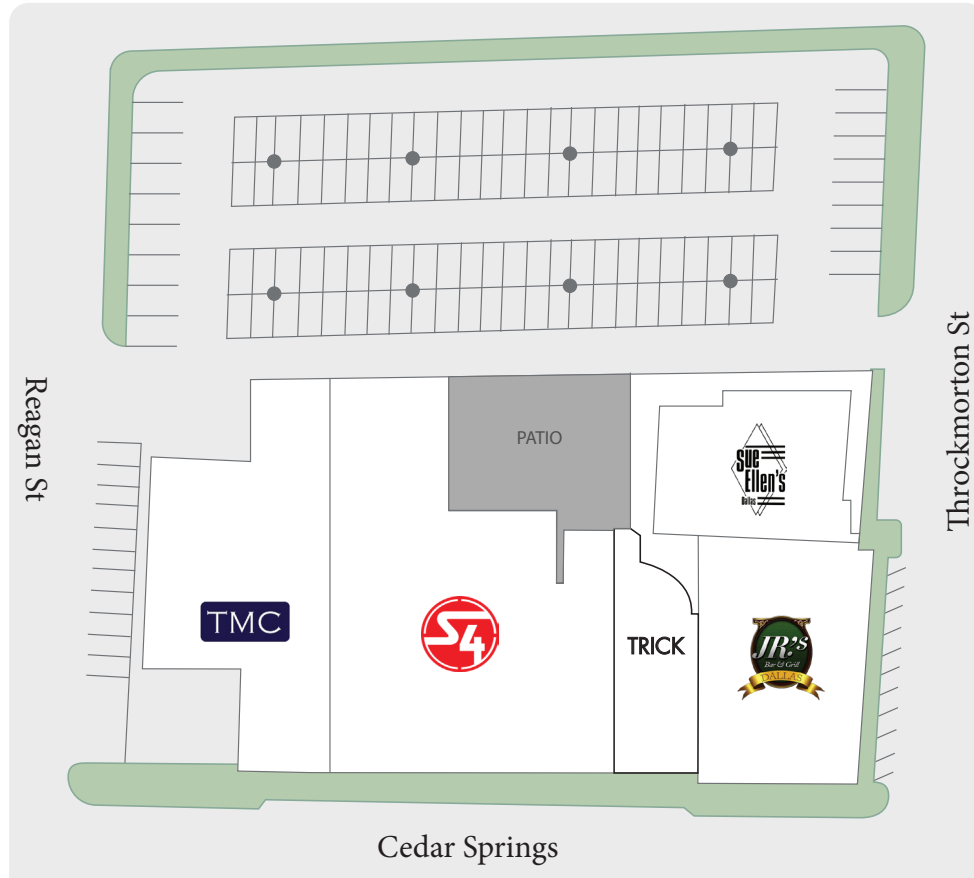 PATIO
Reagan St
Throckmorton St
Sue
Ellen's
Dallas
TMC
S4
TRICK
JR.'s
Bar & Grill
DALLAS
Cedar Springs